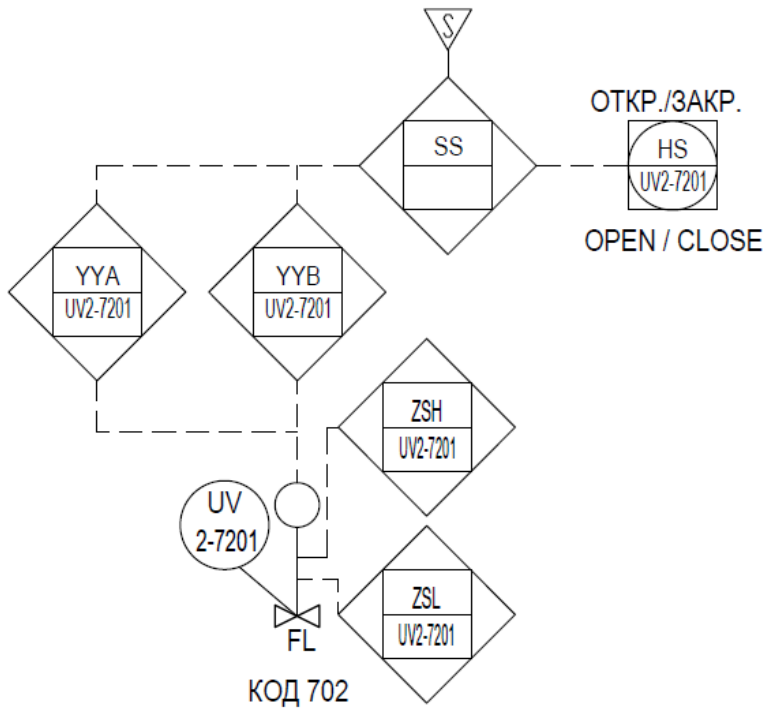 S
ОТКР./ЗАКР.
SS
HS
UV2-7201
OPEN / CLOSE
YYA
UV2-7201
YYB
UV2-7201
ZSH
UV2-7201
UV
2-7201
ZSL
UV2-7201
FL
КОД 702